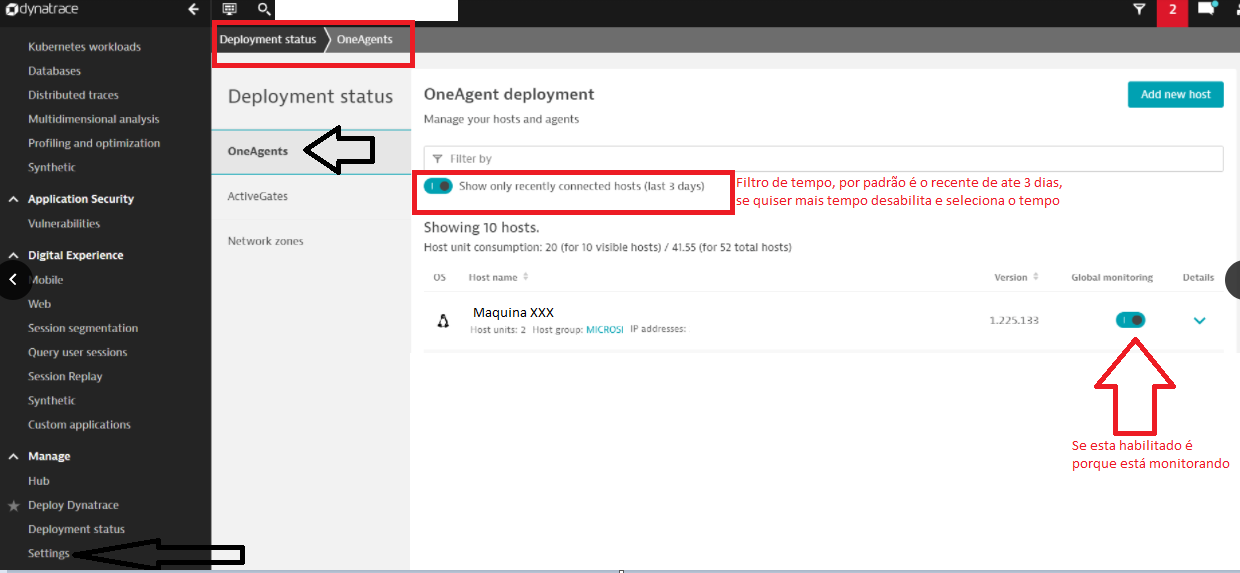 dynatrace
2
Kubernetes workloads
Databases
Distributed traces
Multidimensional analysis
Profiling and optimization
Synthetic
Application Security
Vulnerabilities
Digital Experience
Mobile
Web
Session segmentation
Query user sessions
Session Replay
Synthetic
Custom applications
Manage
Hub
Deploy Dynatrace
Deployment status
Settings
Deployment status
OneAgents
Deployment status
OneAgents
ActiveGates
Network zones
OneAgent deployment
Add new host
Manage your hosts and agents
Filter by
Show only recently connected hosts (last 3 days)
Filtro de tempo, por padrão é o recente de ate 3 dias,
se quiser mais tempo desabilita e seleciona o tempo
Showing 10 hosts.
Host unit consumption: 20 (for 10 visible hosts) / 41.55 (for 52 total hosts)
OS Host name Version Global monitoring Details
Maquina XXX
Host units: 2 Host group: MICROSI IP addresses:
1.225.133
Se esta habilitado é
porque está monitorando